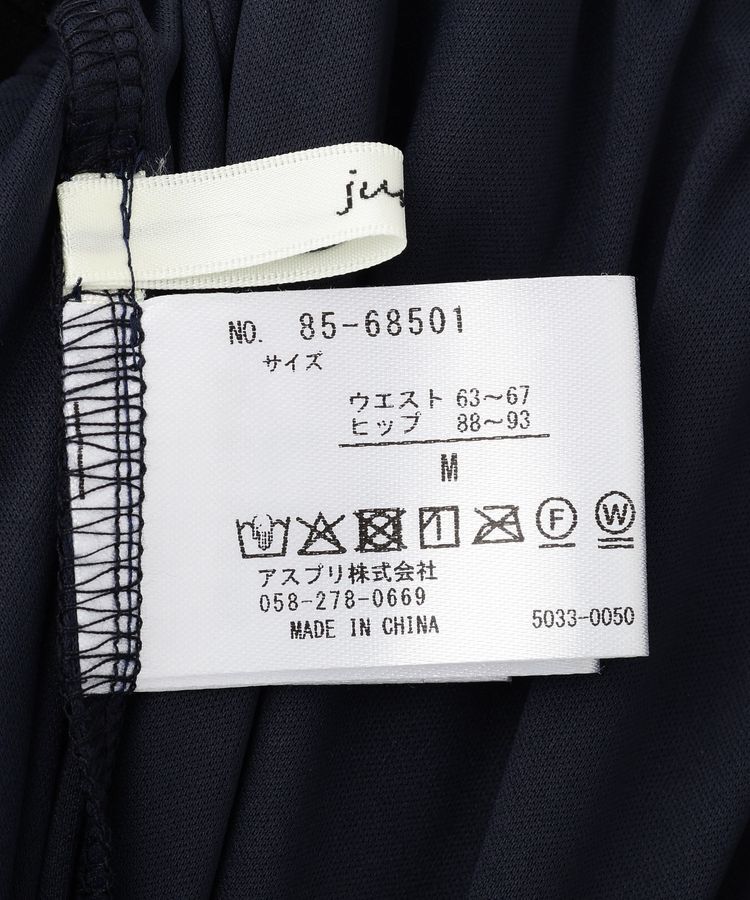 NO. 85-68501
サイズ
ウエスト 63～67
ヒップ 88～93
M
F W
アスプリ株式会社
058-278-0669
MADE IN CHINA 5033-0050